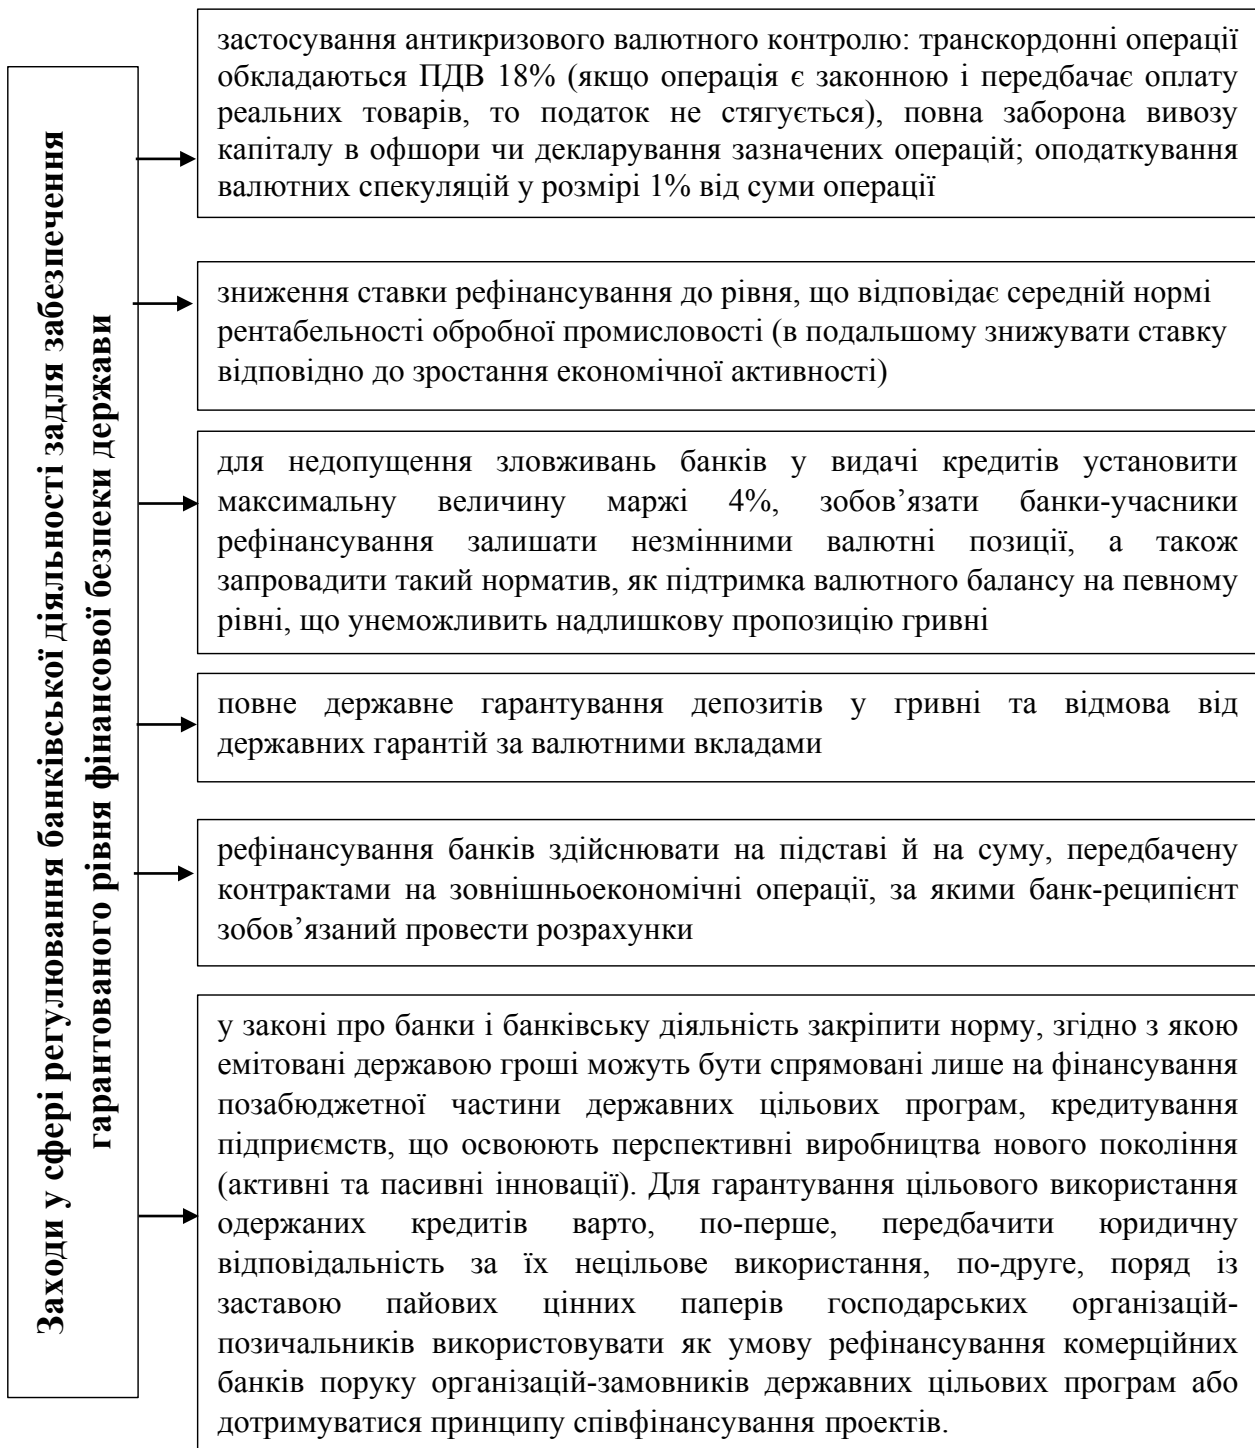 Заходи у сфері регулювання банківської діяльності задля забезпечення
гарантованого рівня фінансової безпеки держави
застосування антикризового валютного контролю: транскордонні операції
обкладаються ПДВ 18% (якщо операція є законною і передбачає оплату
реальних товарів, то податок не стягується), повна заборона вивозу
капіталу в офшори чи декларування зазначених операцій; оподаткування
валютних спекуляцій у розмірі 1% від суми операції
зниження ставки рефінансування до рівня, що відповідає середній нормі
рентабельності обробної промисловості (в подальшому знижувати ставку
відповідно до зростання економічної активності)
для недопущення зловживань банків у видачі кредитів установити
максимальну величину маржі 4%, зобов’язати банки-учасники
рефінансування залишати незмінними валютні позиції, а також
запровадити такий норматив, як підтримка валютного балансу на певному
рівні, що унеможливить надлишкову пропозицію гривні
повне державне гарантування депозитів у гривні та відмова від
державних гарантій за валютними вкладами
рефінансування банків здійснювати на підставі й на суму, передбачену
контрактами на зовнішньоекономічні операції, за якими банк-реципієнт
зобов’язаний провести розрахунки
у законі про банки і банківську діяльність закріпити норму, згідно з якою
емітовані державою гроші можуть бути спрямовані лише на фінансування
позабюджетної частини державних цільових програм, кредитування
підприємств, що освоюють перспективні виробництва нового покоління
(активні та пасивні інновації). Для гарантування цільового використання
одержаних кредитів варто, по-перше, передбачити юридичну
відповідальність за їх нецільове використання, по-друге, поряд із
заставою пайових цінних паперів господарських організацій-
позичальників використовувати як умову рефінансування комерційних
банків поруку організацій-замовників державних цільових програм або
дотримуватися принципу співфінансування проектів.